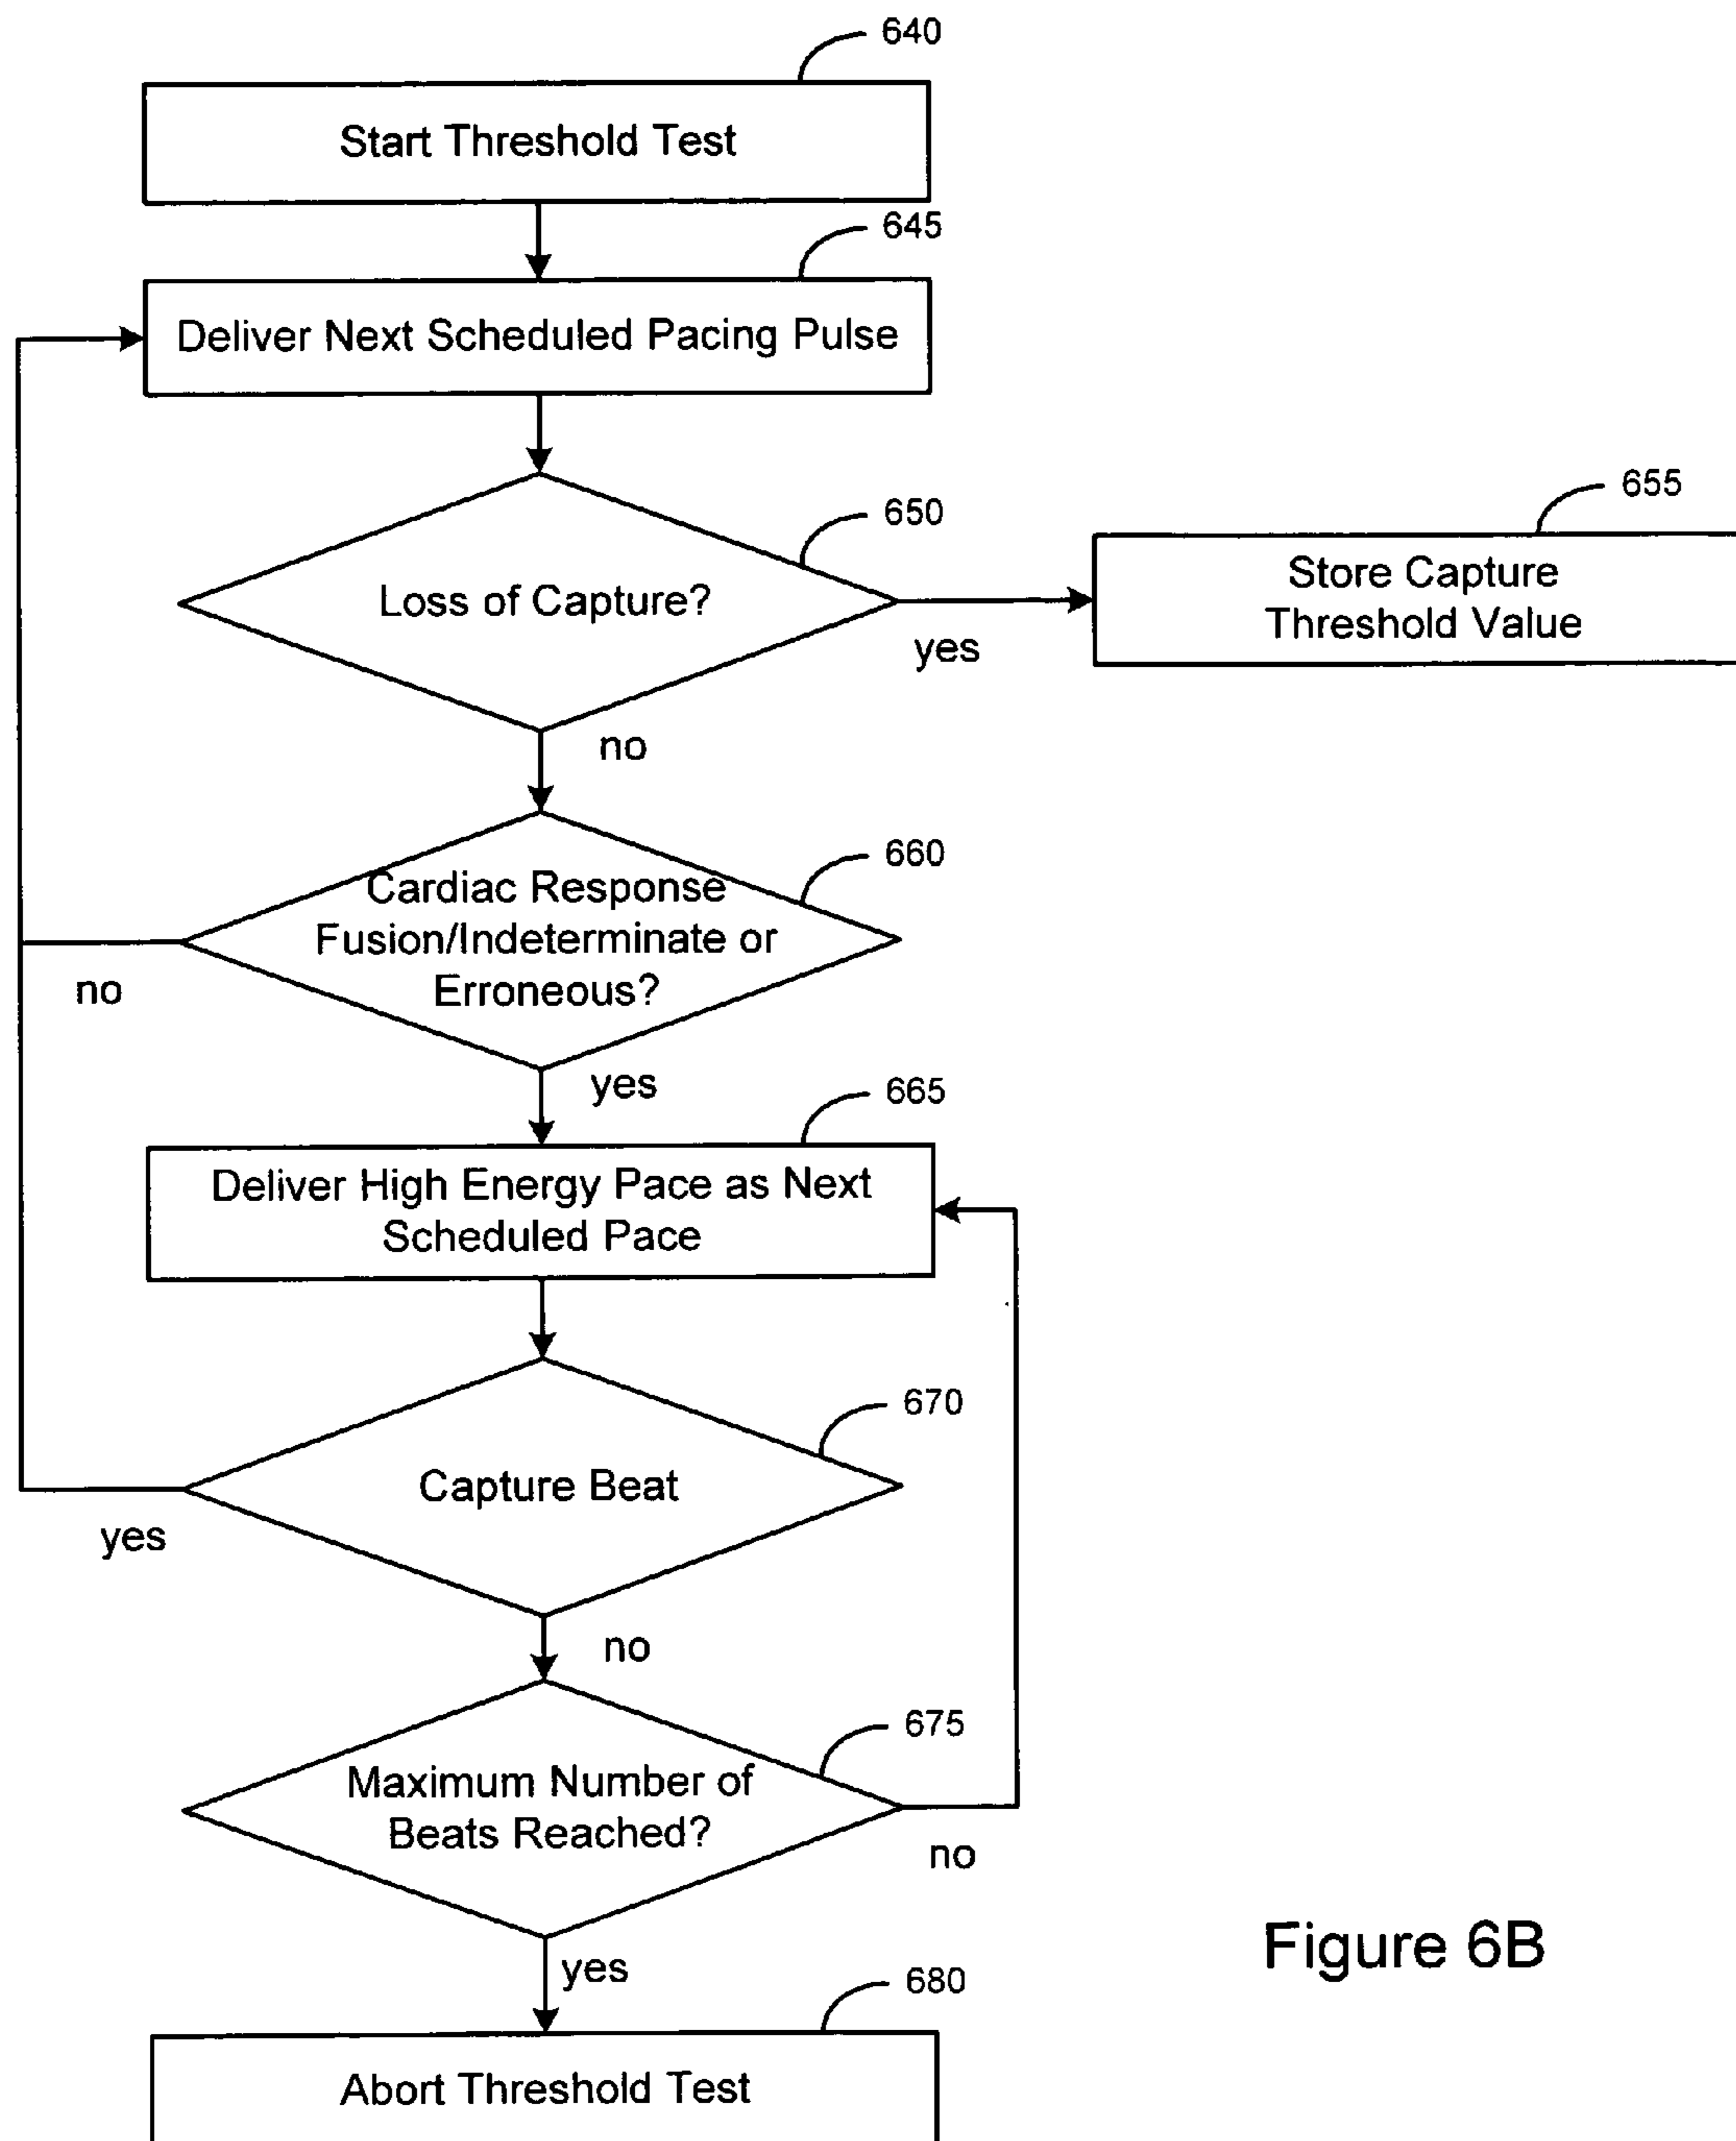 640
Start Threshold Test
645
Deliver Next Scheduled Pacing Pulse
650
Loss of Capture?
yes
655
Store Capture
Threshold Value
no
660
Cardiac Response
Fusion/Indeterminate or
Erroneous?
no
yes
665
Deliver High Energy Pace as Next
Scheduled Pace
670
Capture Beat
yes
no
675
Maximum Number of
Beats Reached?
no
yes
680
Abort Threshold Test
Figure 6B